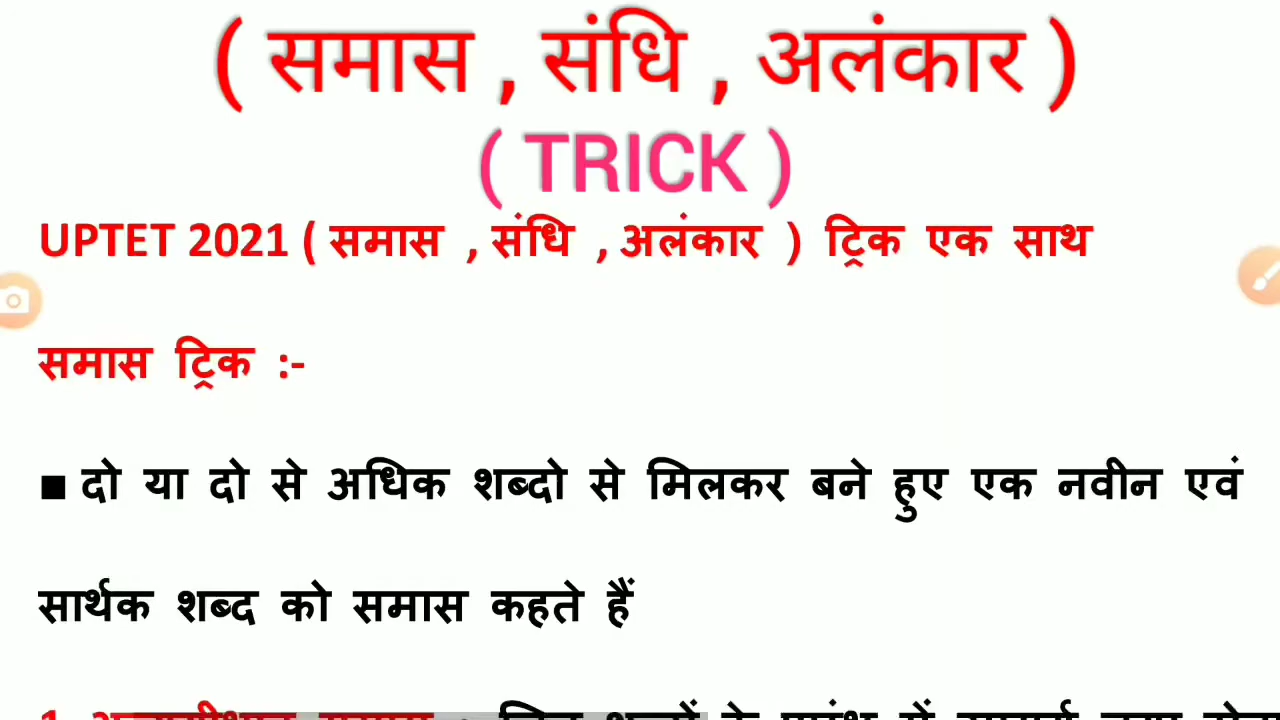 ( समास , संधि , अलंकार )
( TRICK )
UPTET 2021 ( समास , संधि , अलंकार ) ट्रिक एक साथ
समास ट्रिक :-
■ दो या दो से अधिक शब्दो से मिलकर बने हुए एक नवीन एवं
सार्थक शब्द को समास कहते हैं